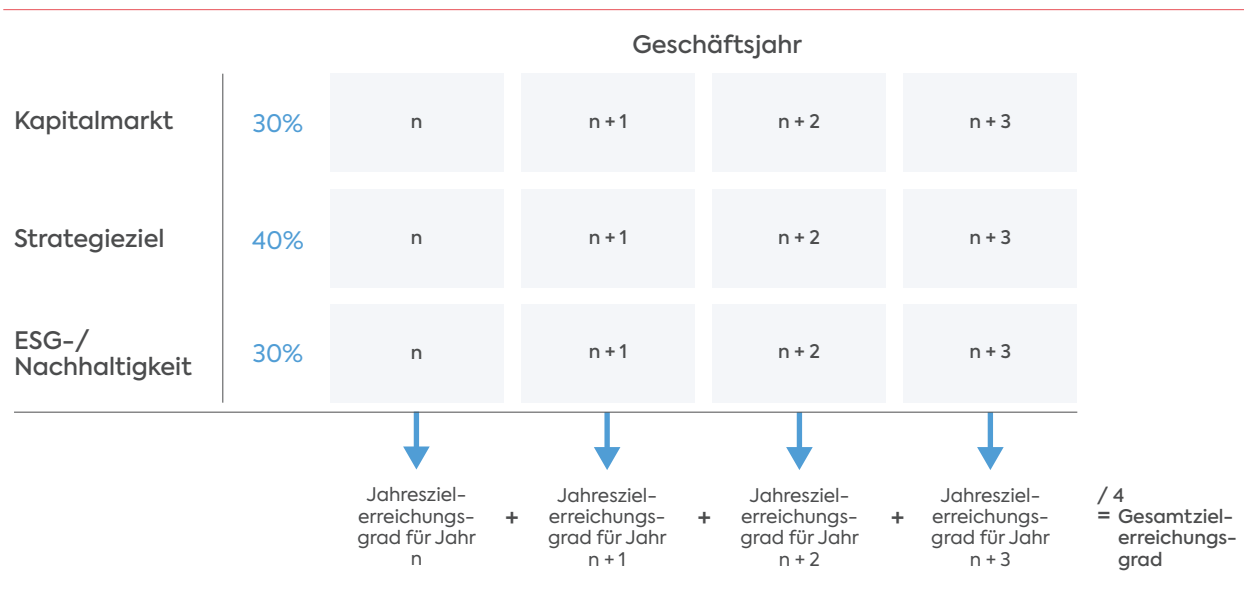 Geschäftsjahr
Kapitalmarkt 30% n n + 1 n + 2 n + 3
Strategieziel 40% n n + 1 n + 2 n + 3
ESG-/
Nachhaltigkeit 30% n n + 1 n + 2 n + 3
Jahresziel-
erreichungs-
grad für Jahr
n
+
Jahresziel-
erreichungs-
grad für Jahr
n + 1
+
Jahresziel-
erreichungs-
grad für Jahr
n + 2
+
Jahresziel-
erreichungs-
grad für Jahr
n + 3
/ 4
= Gesamtziel-
erreichungs-
grad